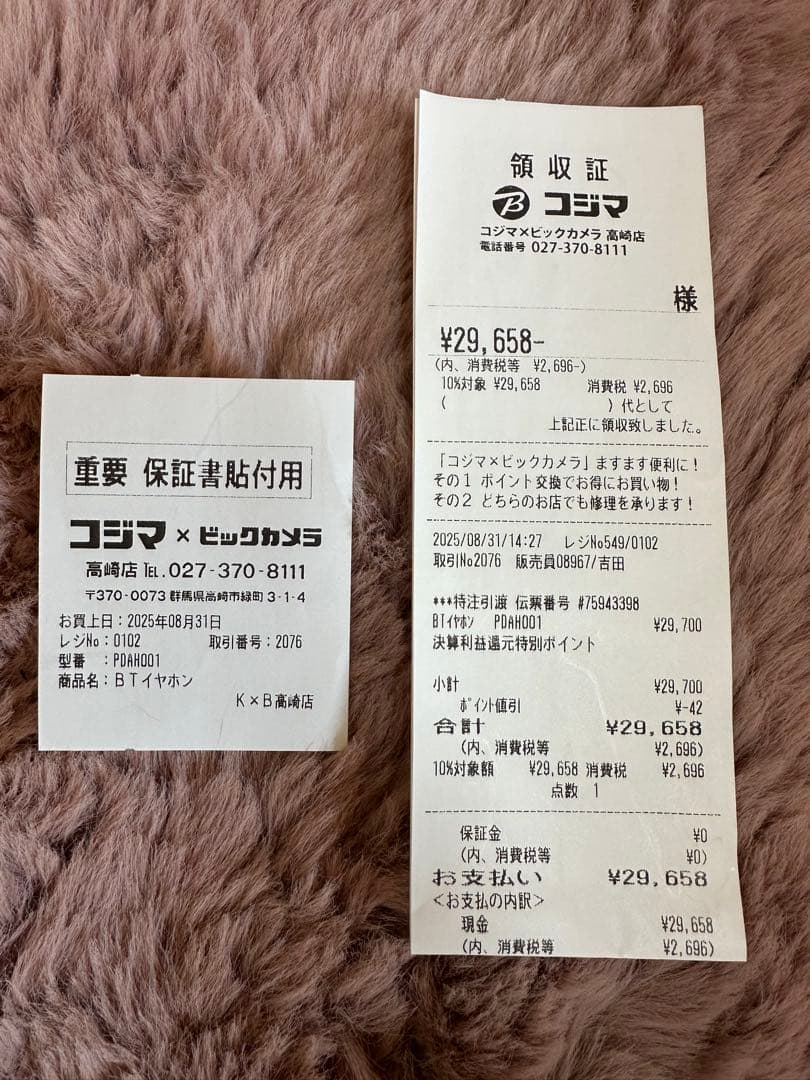 重要 保証書貼付用
コジマ×ビックカメラ
高崎店 TEL.027-370-8111
〒370-0073 群馬県高崎市緑町 3-1-4
お買上日:2025年08月31日
レジNo:0102 取引番号:2076
型番 :PDAH001
商品名:BTイヤホン
K×B高崎店
領収証
B コジマ
コジマ×ビックカメラ 高崎店
電話番号 027-370-8111
様
¥29,658-
(内、消費税等 ¥2,696-)
10%対象 ¥29,658 消費税 ¥2,696
( )代として
上記正に領収致しました。
「コジマ×ビックカメラ」ますます便利に!
その1 ポイント交換でお得にお買い物!
その2 どちらのお店でも修理を承ります!
2025/08/31/14:27 レジNo549/0102
取引No2076 販売員08967/吉田
***特注引渡 伝票番号 #75943398
BTイヤホン PDAH001 ¥29,700
決算利益還元特別ポイント
小計 ¥29,700
ポイント値引 ¥-42
合計 ¥29,658
(内、消費税等 ¥2,696)
10%対象額 ¥29,658 消費税 ¥2,696
点数 1
保証金 ¥0
(内、消費税等 ¥0)
お支払い ¥29,658
<お支払の内訳>
現金 ¥29,658
(内、消費税等 ¥2,696)